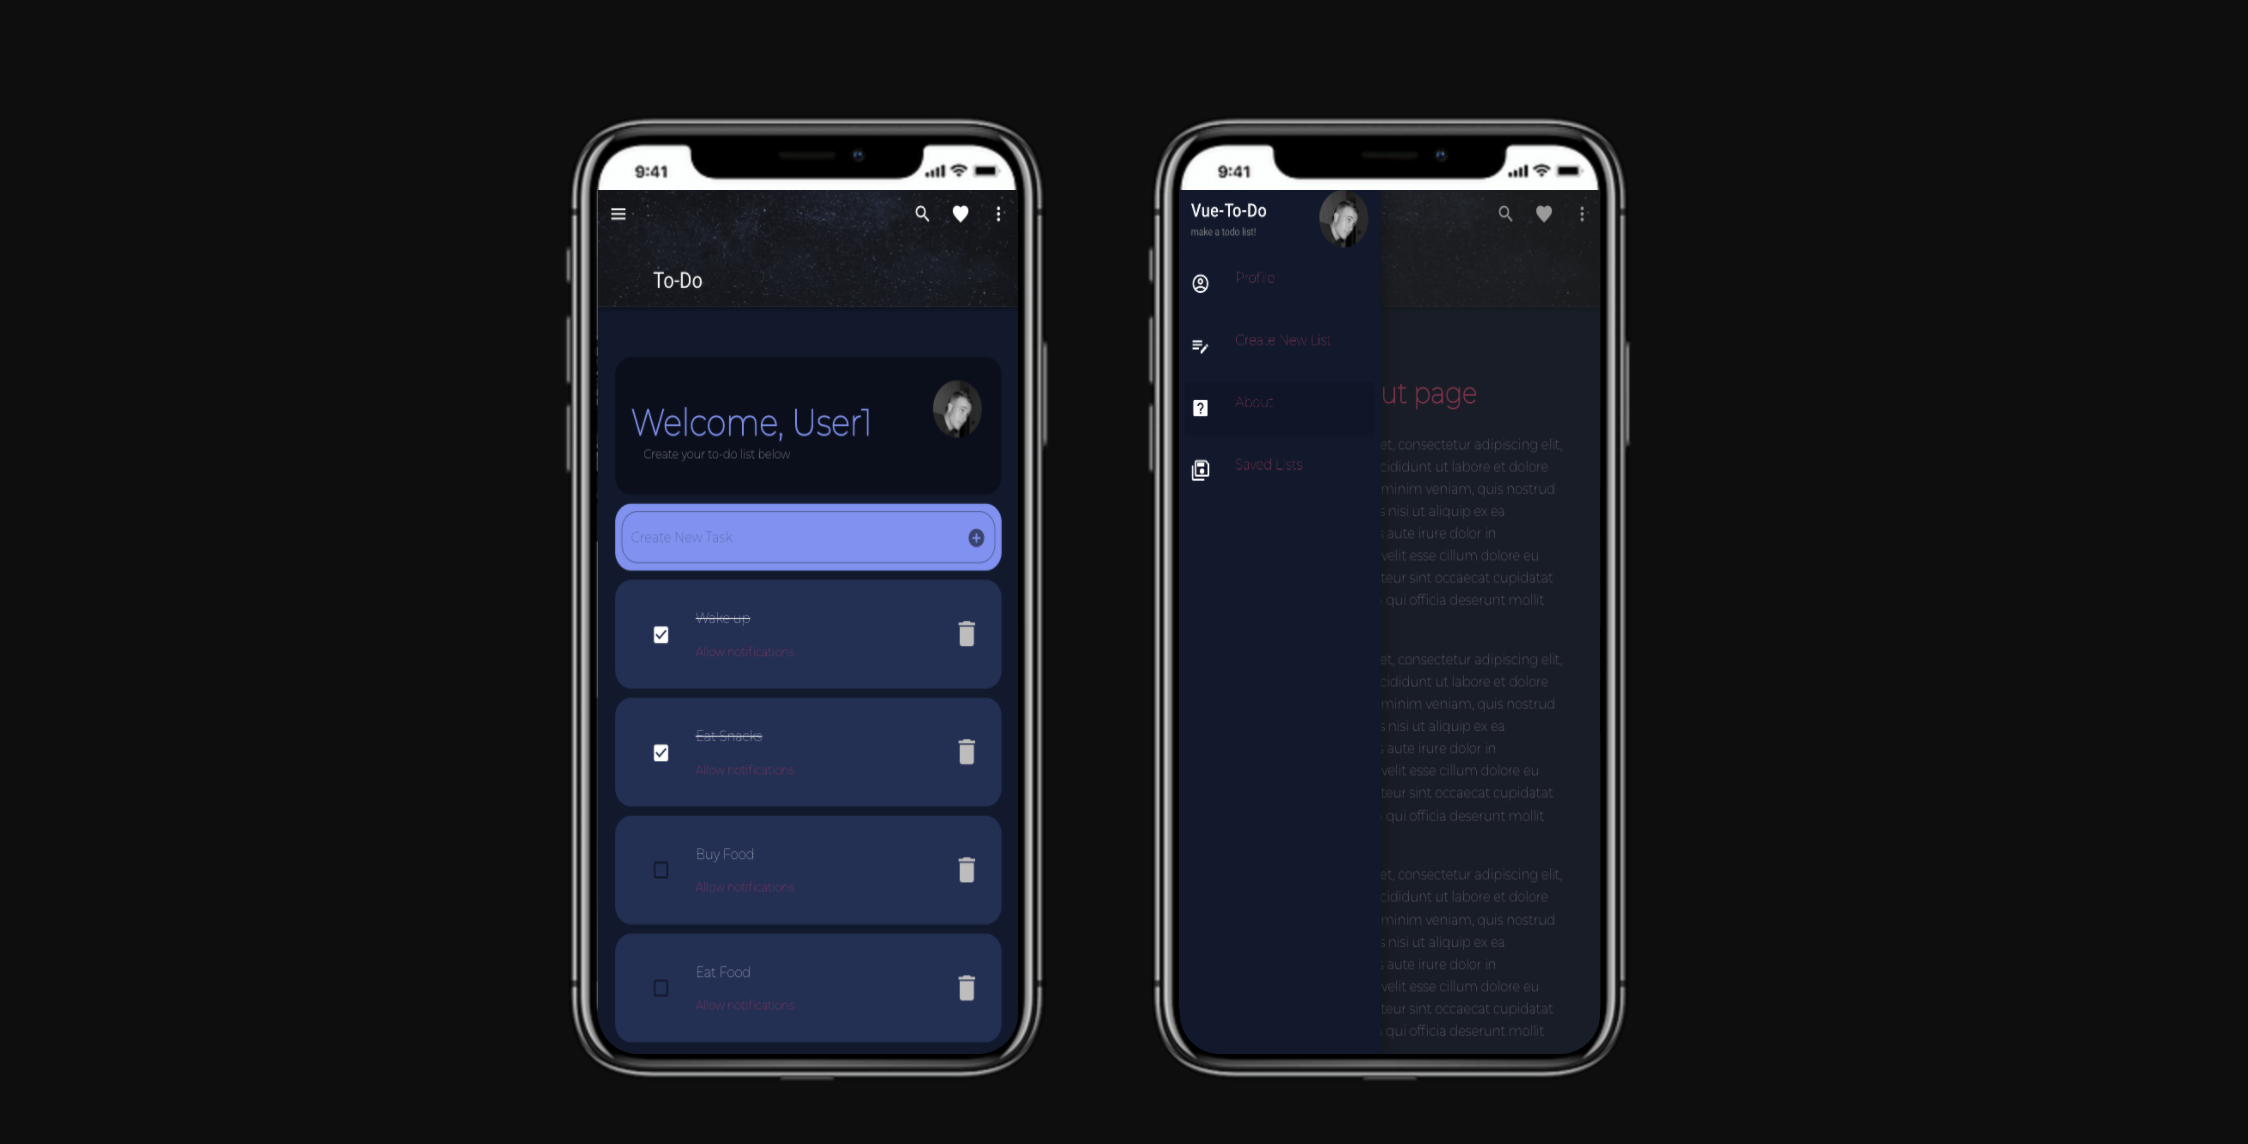 9:41
To-Do
Welcome, User1
Create your to-do list below
Create New Task
Wake up
Allow notifications
Eat Snacks
Allow notifications
Buy Food
Allow notifications
Eat Food
Allow notifications
9:41
Vue-To-Do
make a todo list!
Profile
Create New List
About
Saved Lists
ut page
et, consectetur adipiscing elit,
cididunt ut labore et dolore
minim veniam, quis nostrud
s nisi ut aliquip ex ea
aute irure dolor in
velit esse cillum dolore eu
teur sint occaecat cupidatat
qui officia deserunt mollit
et, consectetur adipiscing elit,
cididunt ut labore et dolore
minim veniam, quis nostrud
s nisi ut aliquip ex ea
aute irure dolor in
velit esse cillum dolore eu
teur sint occaecat cupidatat
qui officia deserunt mollit
et, consectetur adipiscing elit,
cididunt ut labore et dolore
minim veniam, quis nostrud
s nisi ut aliquip ex ea
aute irure dolor in
velit esse cillum dolore eu
teur sint occaecat cupidatat
qui officia deserunt mollit